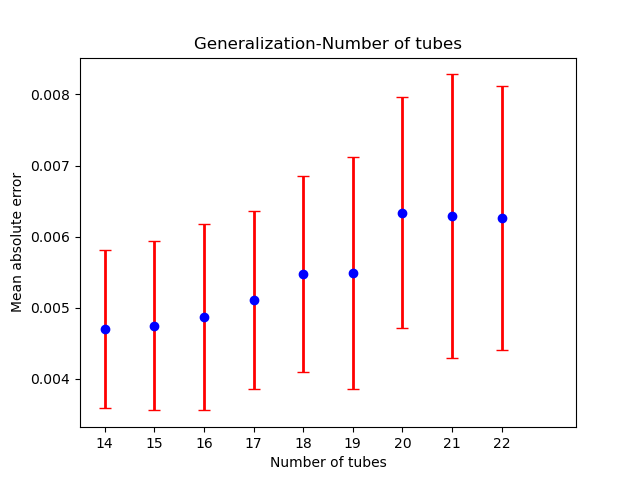 Generalization-Number of tubes
Mean absolute error
0.008
0.007
0.006
0.005
0.004
14 15 16 17 18 19 20 21 22
Number of tubes